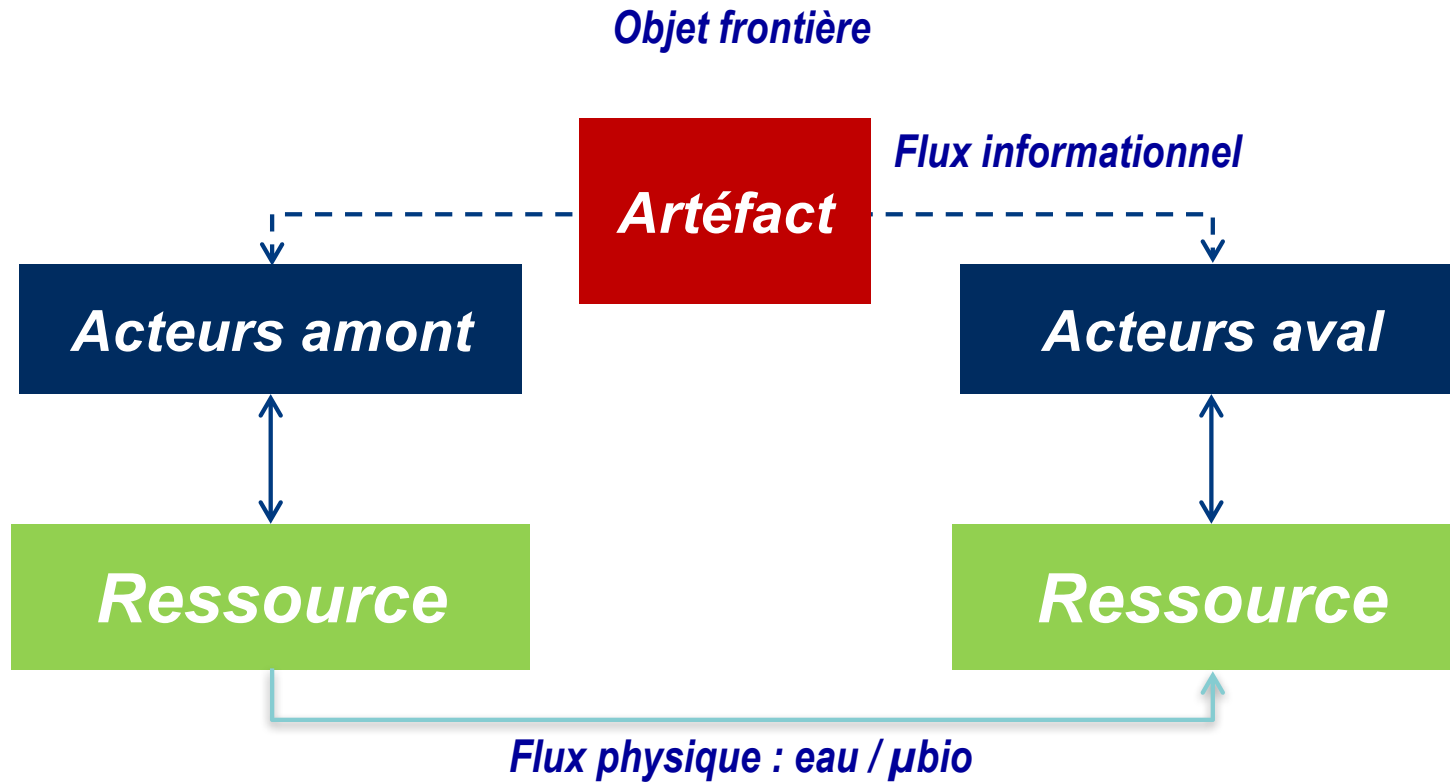 Objet frontière
Artéfact
Flux informationnel
Acteurs amont
Acteurs aval
Ressource
Ressource
Flux physique : eau / µbio